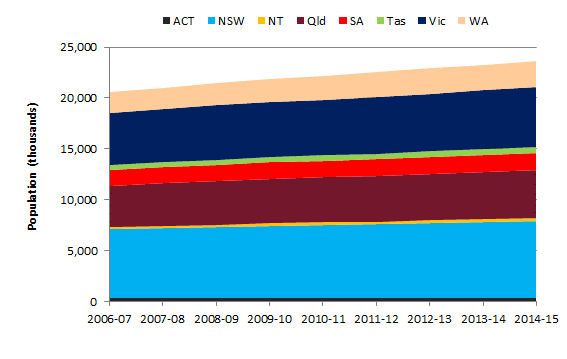 ACT NSW NT Qld SA Tas Vic WA
25,000
20,000
15,000
10,000
5,000
0
Population (thousands)
2006-07 2007-08 2008-09 2009-10 2010-11 2011-12 2012-13 2013-14 2014-15